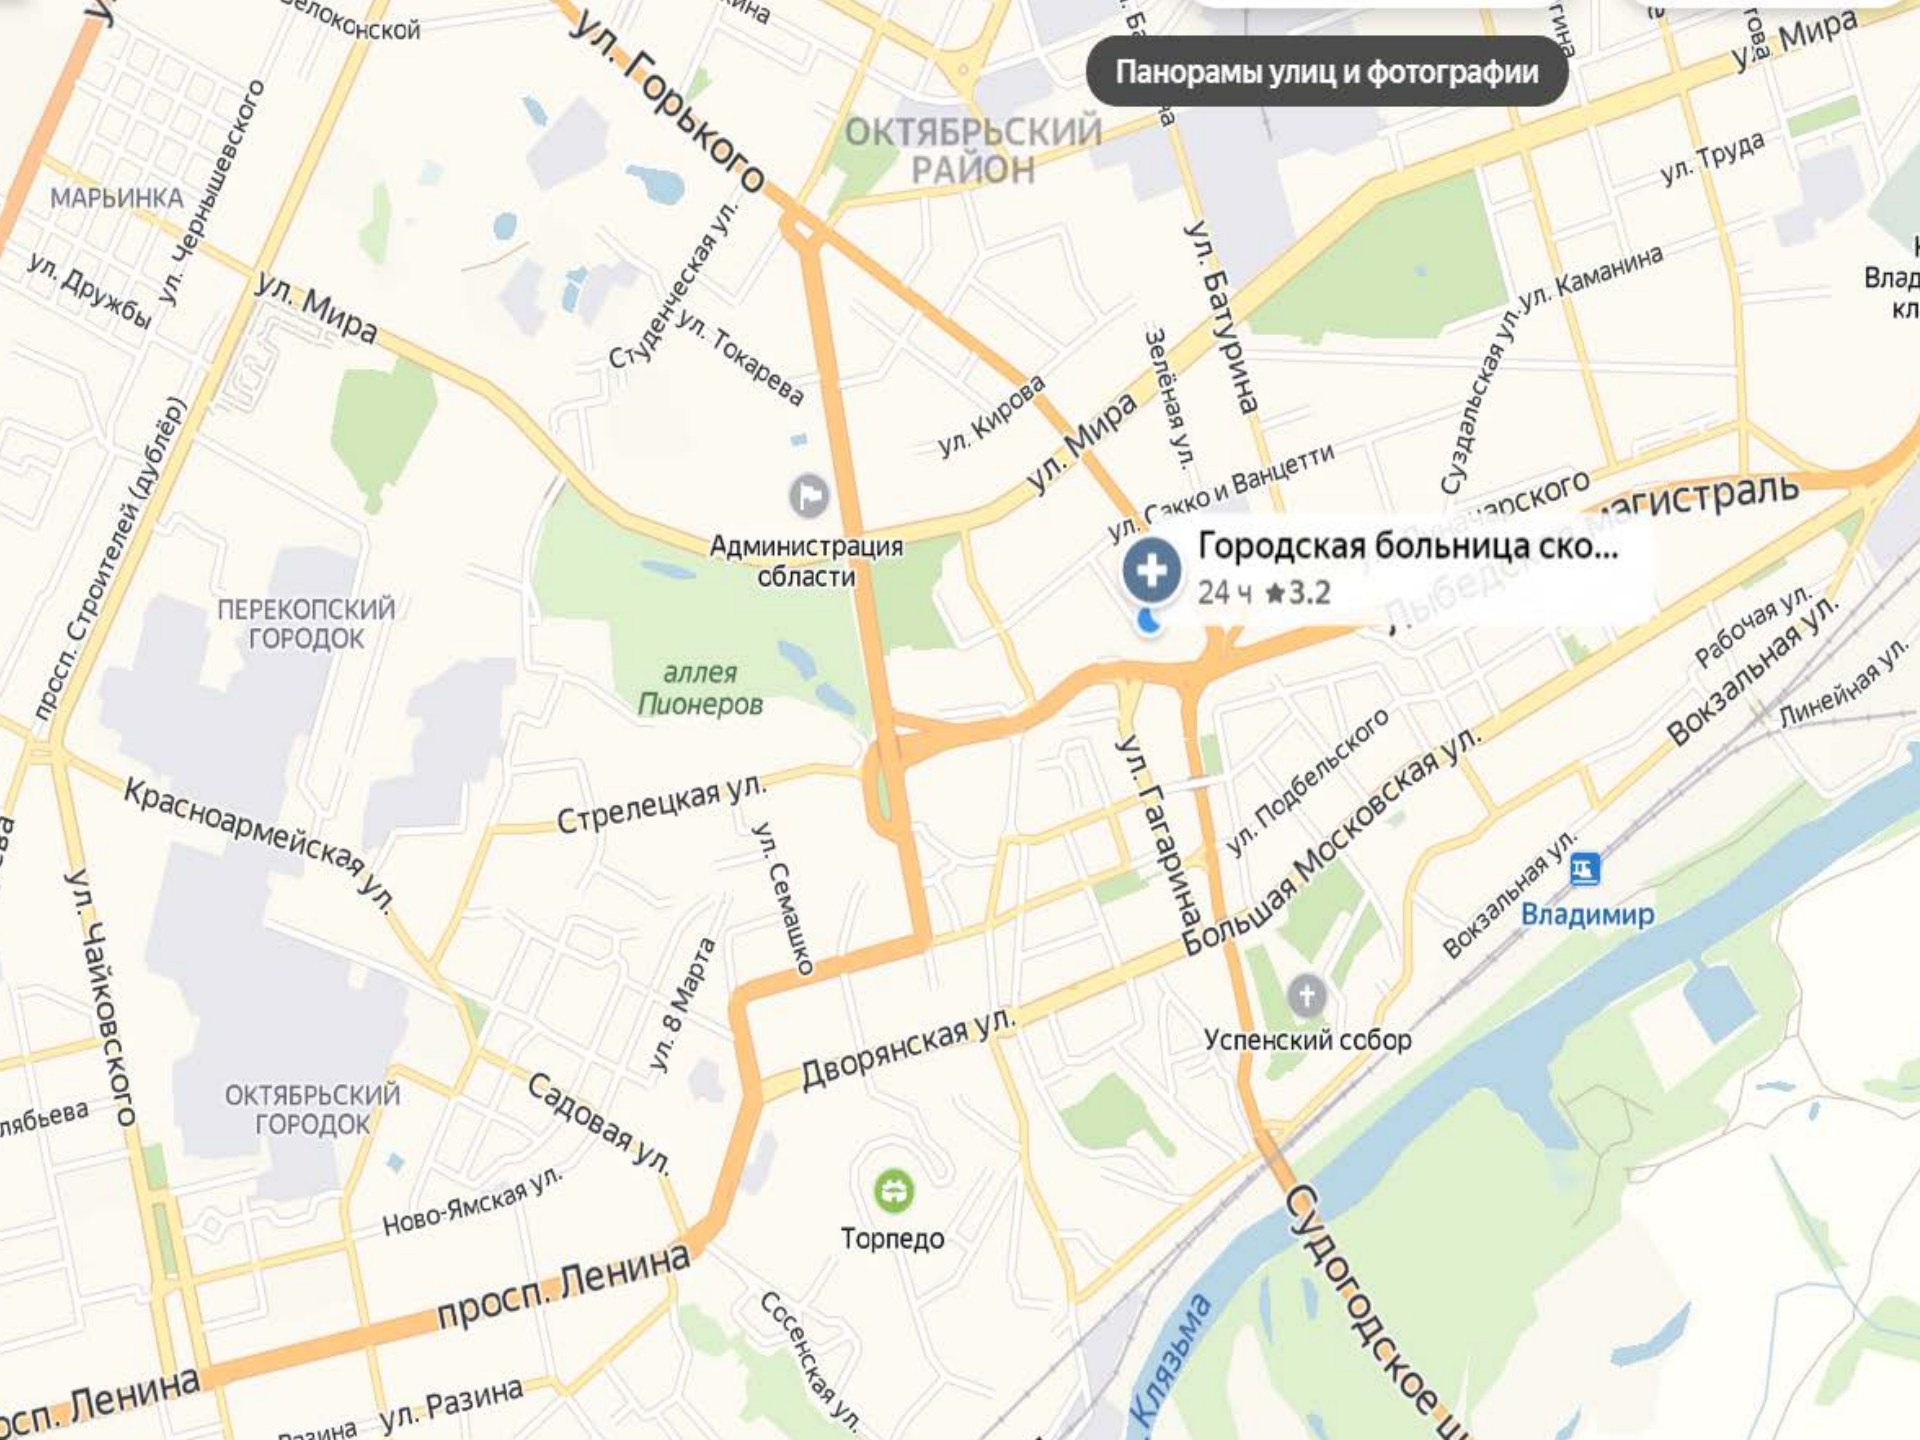 Белоконской
ул. Горького
Панорамы улиц и фотографии
ул. Мира
ОКТЯБРЬСКИЙ
РАЙОН
ул. Труда
МАРЬИНКА
ул. Чернышевского
ул. Дружбы
ул. Мира
Студенческая ул.
ул. Токарева
ул. Батурина
ул. Каманина
Суздальская ул.
Зелёная ул.
ул. Кирова
ул. Мира
ул. Сакко и Ванцетти
магистраль
просп. Строителей (дублёр)
Администрация
области
Городская больница ско...
24 ч ★3.2
ПЕРЕКОПСКИЙ
ГОРОДОК
аллея
Пионеров
Рабочая ул.
Вокзальная ул.
Линейная ул.
Красноармейская ул.
Стрелецкая ул.
ул. Семашко
ул. Гагарина
ул. Подбельского
Большая Московская ул.
Вокзальная ул.
Владимир
ул. Чайковского
ул. 8 Марта
Дворянская ул.
Успенский собор
ОКТЯБРЬСКИЙ
ГОРОДОК
Садовая ул.
Ново-Ямская ул.
Торпедо
просп. Ленина
Сосенская ул.
Клязьма
Судогодское
Ленина
ул. Разина